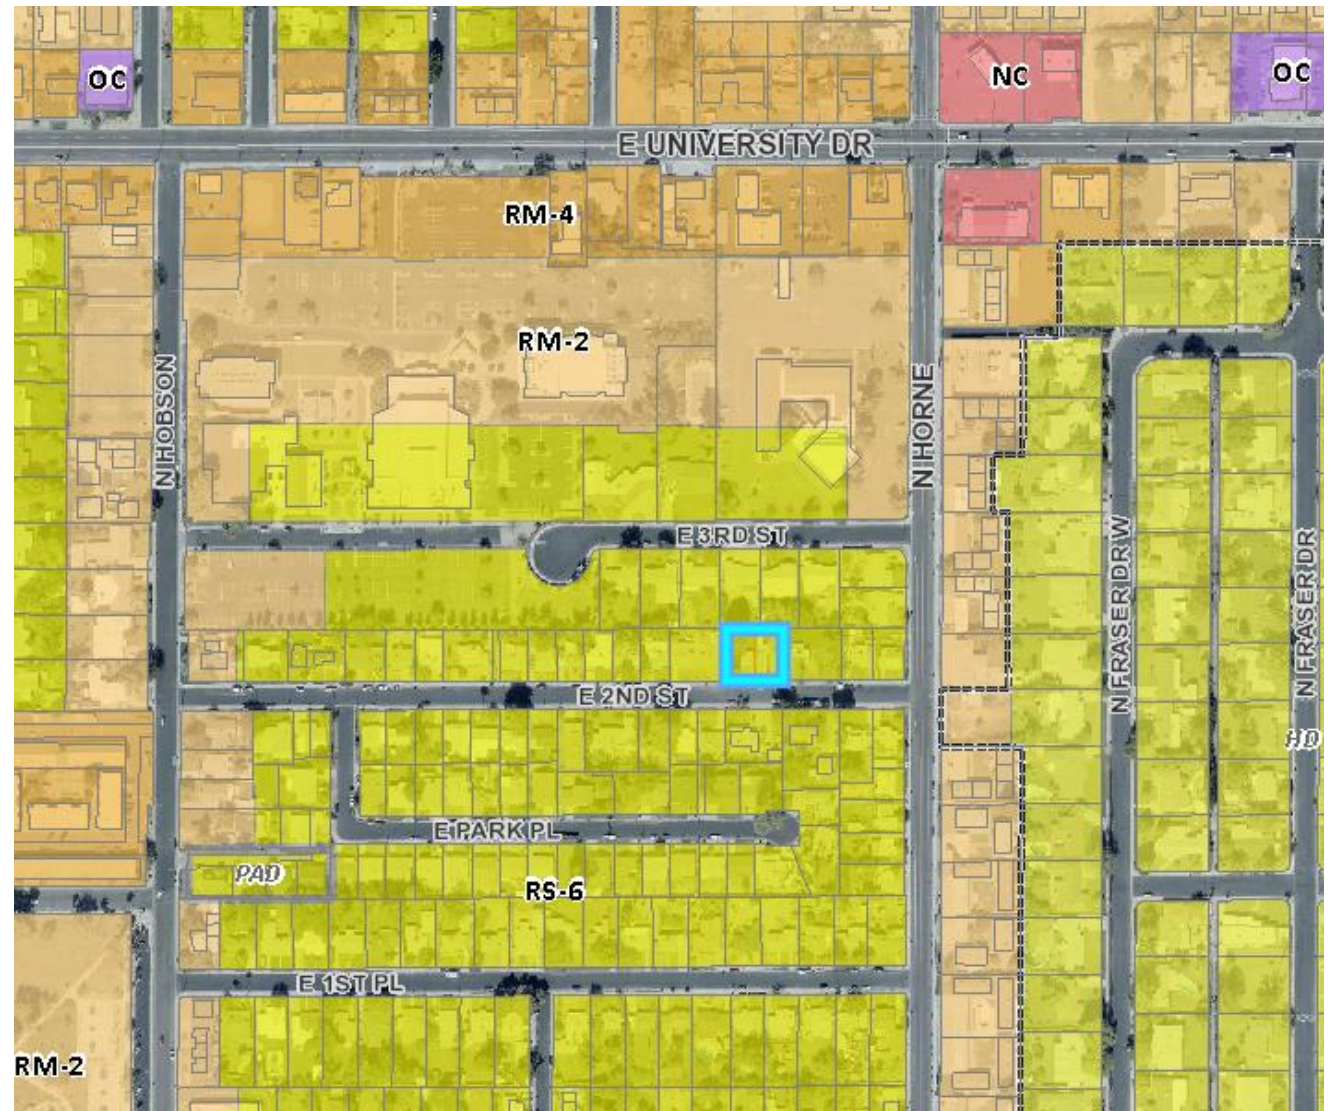 OC
NC
OC
E UNIVERSITY DR
RM-4
RM-2
N HOBSON
N HORNE
E 3RD ST
N FRASER DR W
N FRASER DR
E 2ND ST
HD
E PARK PL
PAD
RS-6
E 1ST PL
RM-2